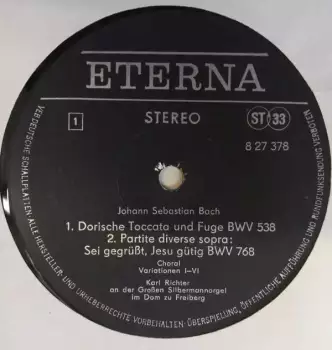 ETERNA
1
STEREO
ST 33
8 27 378
Johann Sebastian Bach
1. Dorische Toccata und Fuge BWV 538
2. Partite diverse sopra:
Sei gegrüßt, Jesu gütig BWV 768
Choral
Variationen I–VI
Karl Richter
an der Großen Silbermannorgel
im Dom zu Freiberg
VEB DEUTSCHE SCHALLPLATTEN · ALLE HERSTELLER- UND URHEBERRECHTE VORBEHALTEN · ÜBERSPIELUNG, ÖFFENTLICHE AUFFÜHRUNG UND RUNDFUNKSENDUNG VERBOTEN